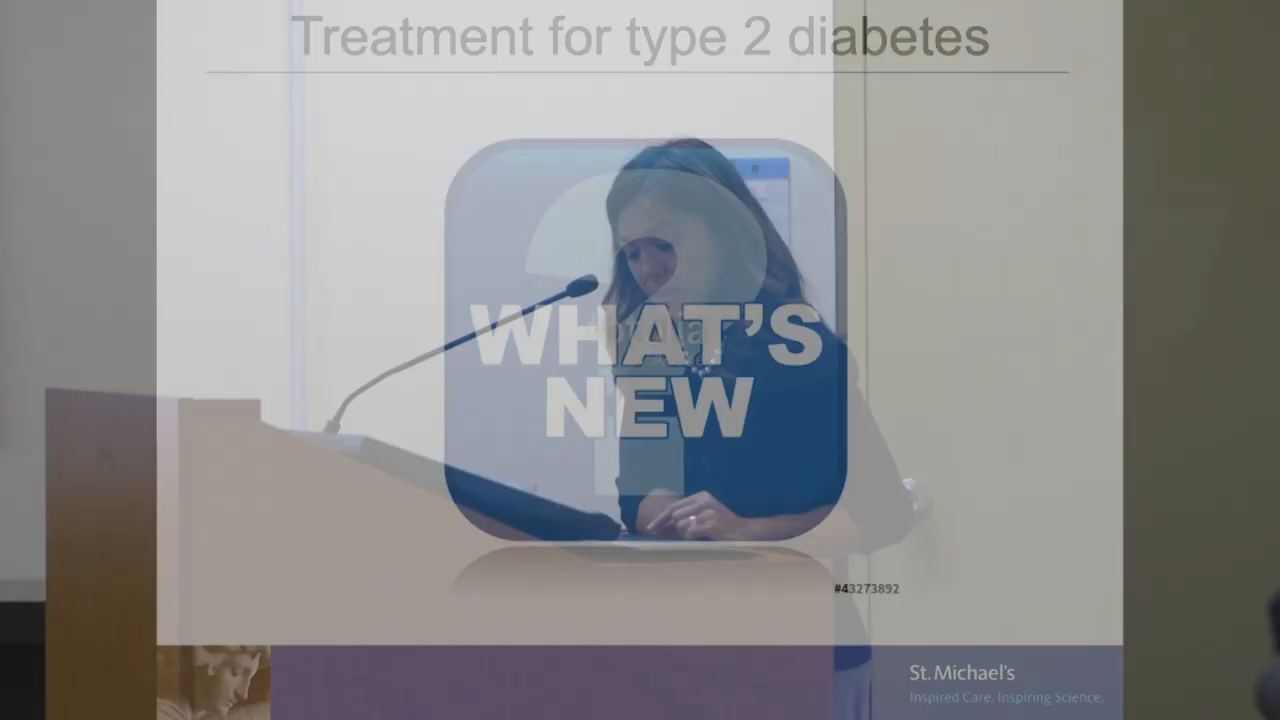 Treatment for type 2 diabetes
WHAT'S
NEW
#43273892
St. Michael's
Inspired Care. Inspiring Science.